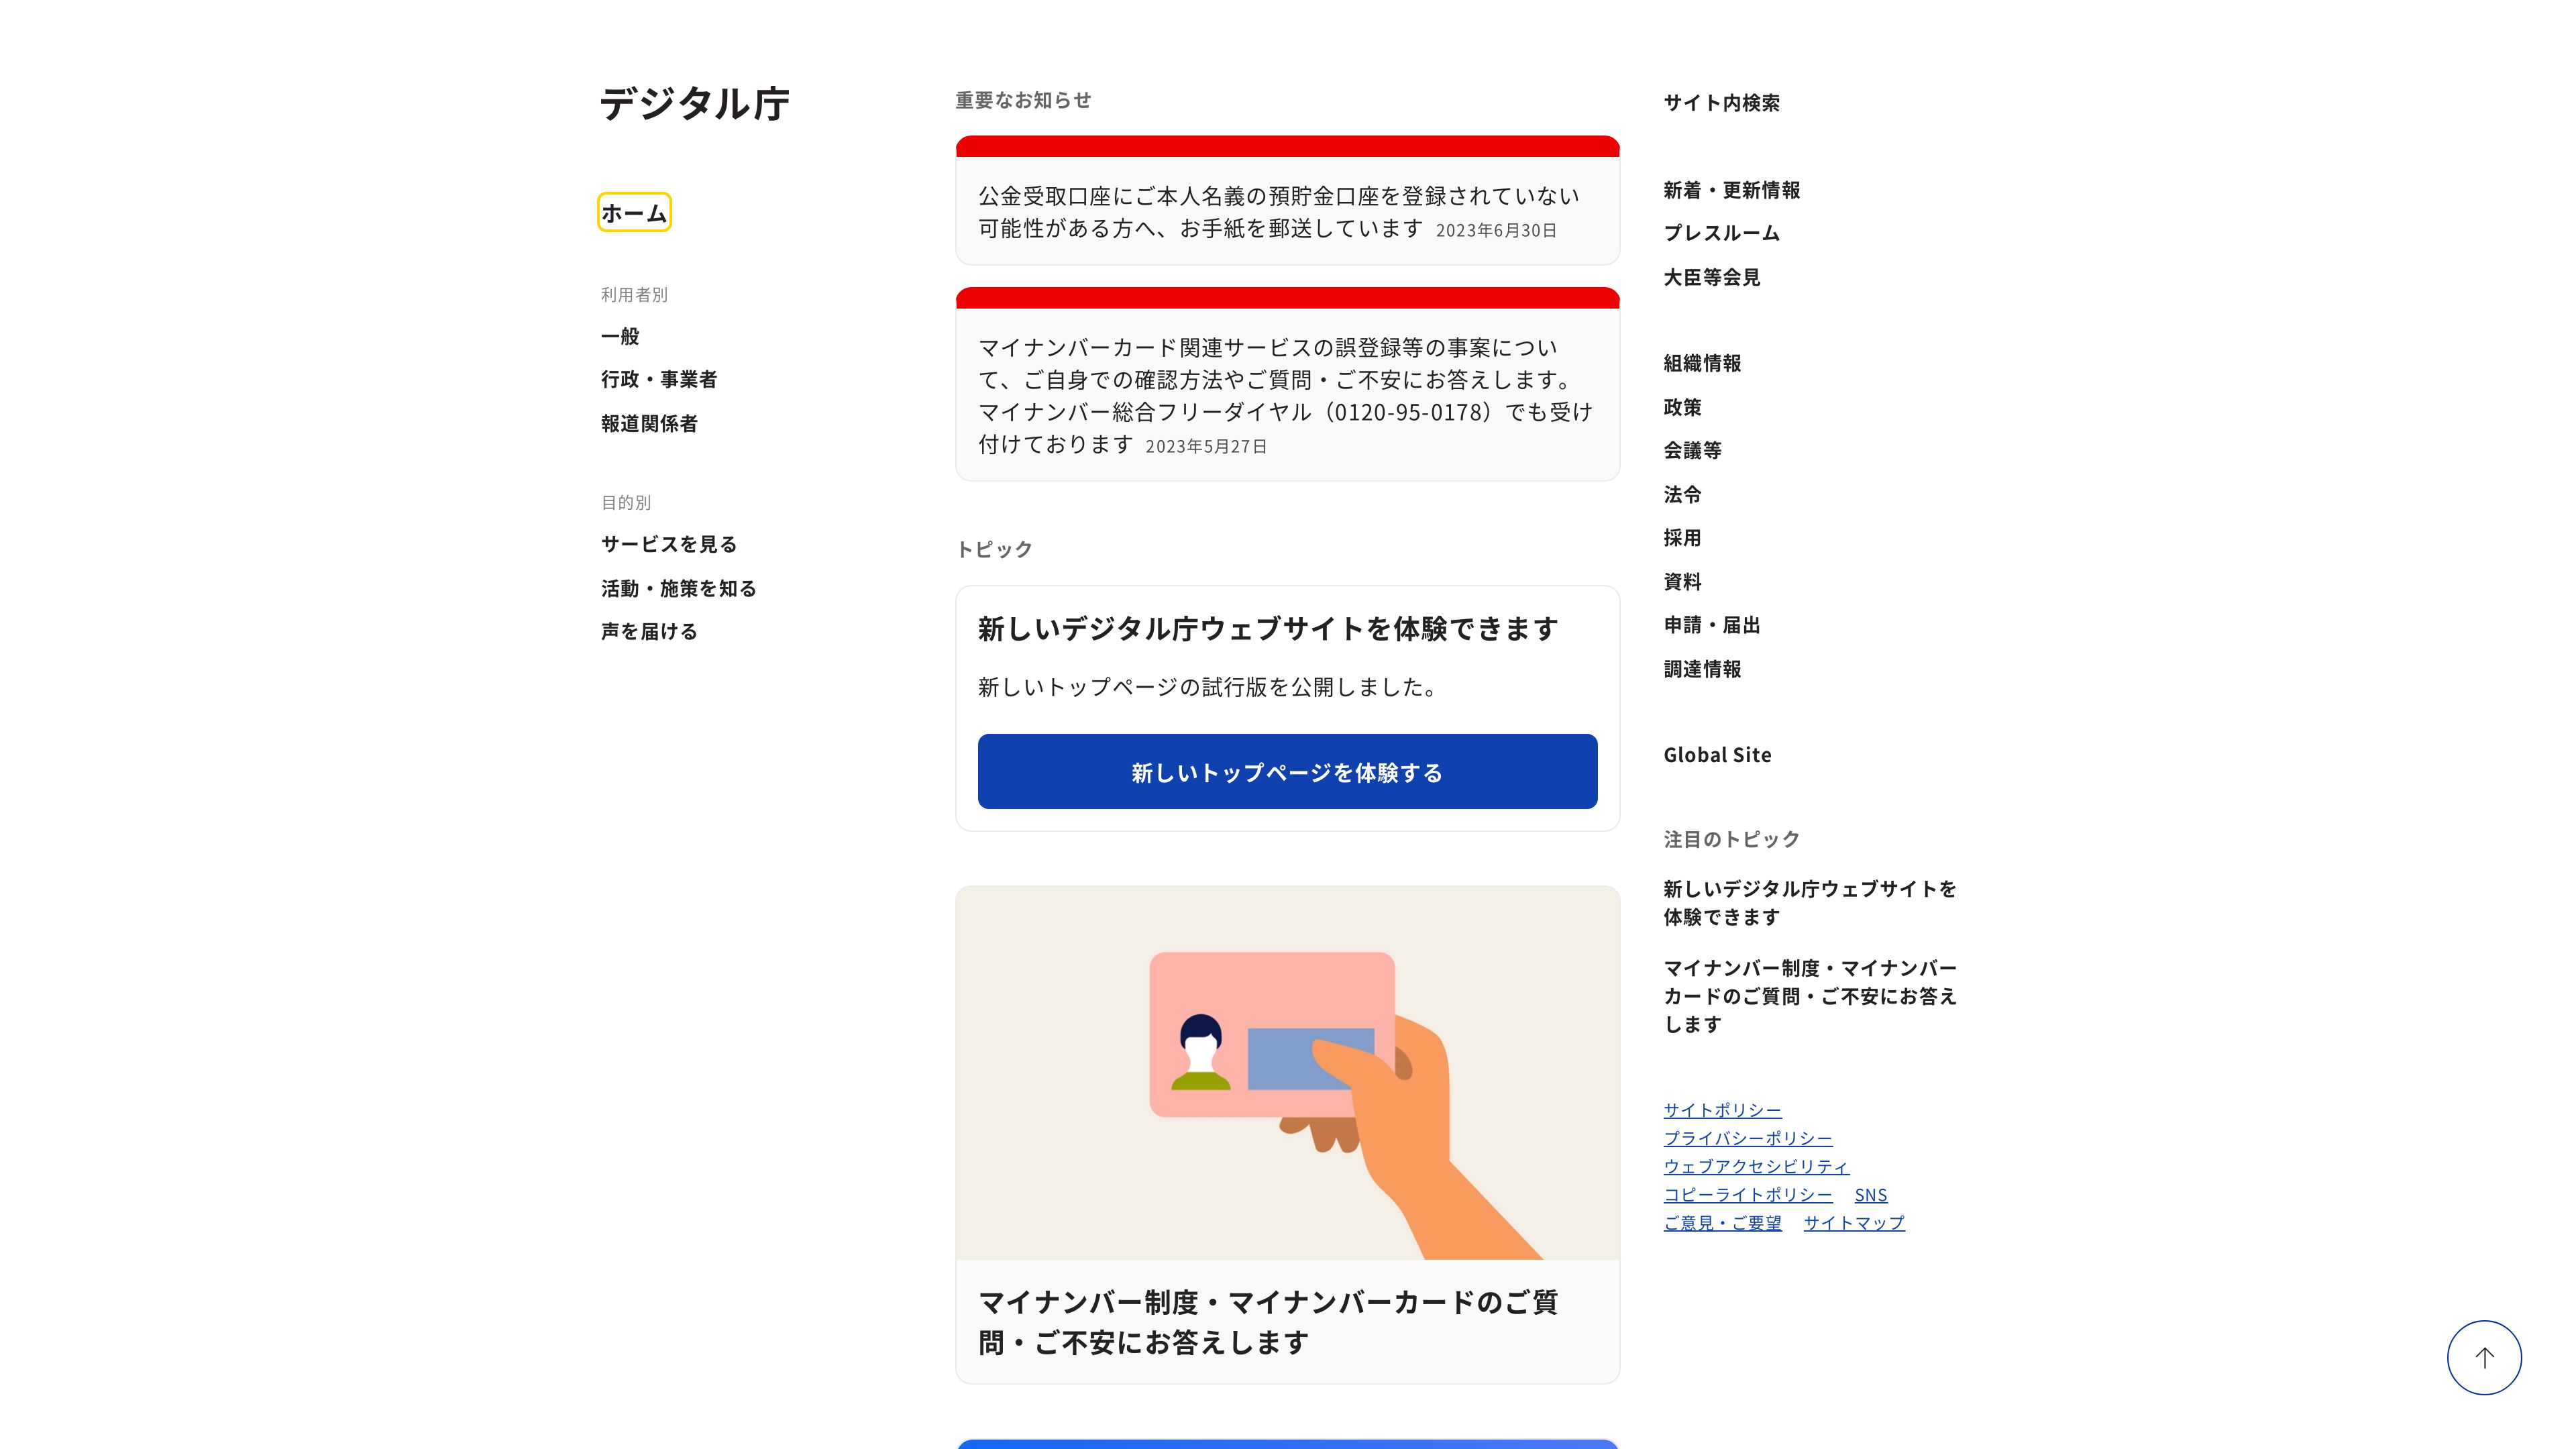 デジタル庁
ホーム
利用者別
一般
行政・事業者
報道関係者
目的別
サービスを見る
活動・施策を知る
声を届ける
重要なお知らせ
公金受取口座にご本人名義の預貯金口座を登録されていない
可能性がある方へ、お手紙を郵送しています 2023年6月30日
マイナンバーカード関連サービスの誤登録等の事案につい
て、ご自身での確認方法やご質問・ご不安にお答えします。
マイナンバー総合フリーダイヤル（0120-95-0178）でも受け
付けております 2023年5月27日
トピック
新しいデジタル庁ウェブサイトを体験できます
新しいトップページの試行版を公開しました。
新しいトップページを体験する
マイナンバー制度・マイナンバーカードのご質
問・ご不安にお答えします
サイト内検索
新着・更新情報
プレスルーム
大臣等会見
組織情報
政策
会議等
法令
採用
資料
申請・届出
調達情報
Global Site
注目のトピック
新しいデジタル庁ウェブサイトを
体験できます
マイナンバー制度・マイナンバー
カードのご質問・ご不安にお答え
します
サイトポリシー
プライバシーポリシー
ウェブアクセシビリティ
コピーライトポリシー SNS
ご意見・ご要望 サイトマップ